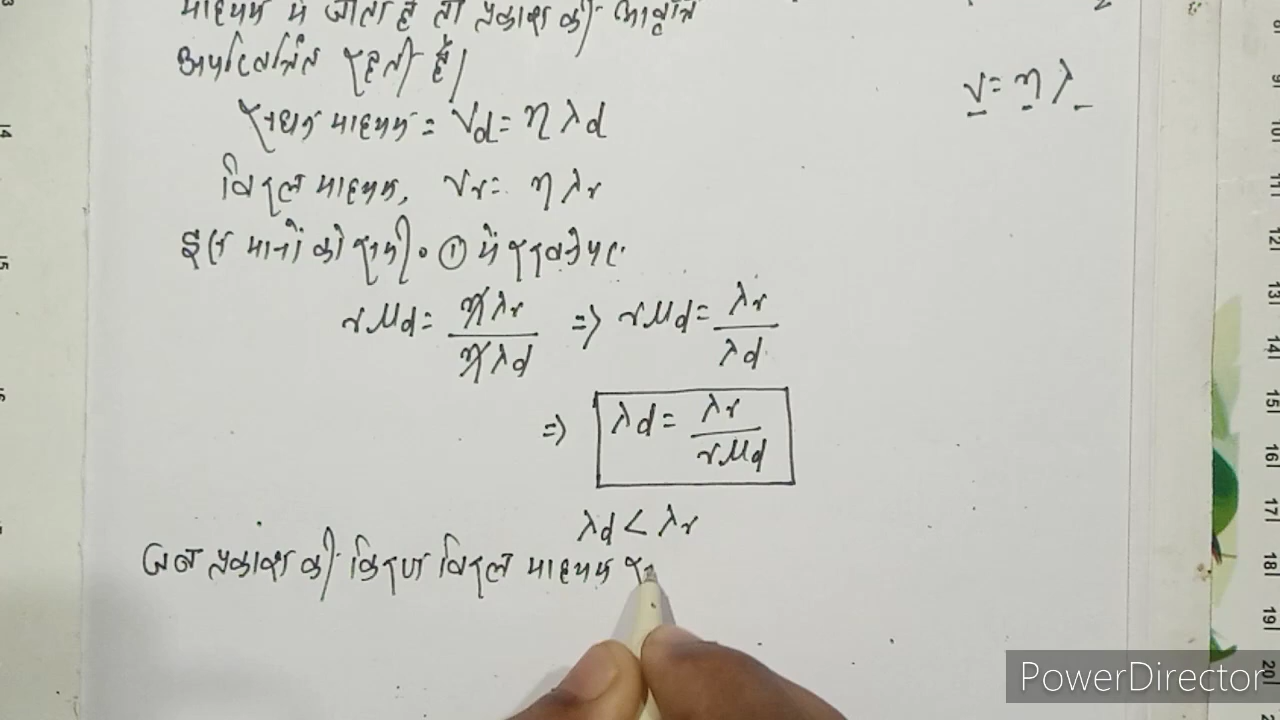 माध्यम में जाता है तो प्रकाश की आवृत्ति
अपरिवर्तित रहती है।
v = η λ
सघन माध्यम = Vd = η λd
विरल माध्यम, Vr = η λr
इन मानों को समी० ① में रखने पर
rμd = ηλr / ηλd => rμd = λr / λd
=> λd = λr / rμd
λd < λr
जब प्रकाश की किरण विरल माध्यम स
PowerDirector